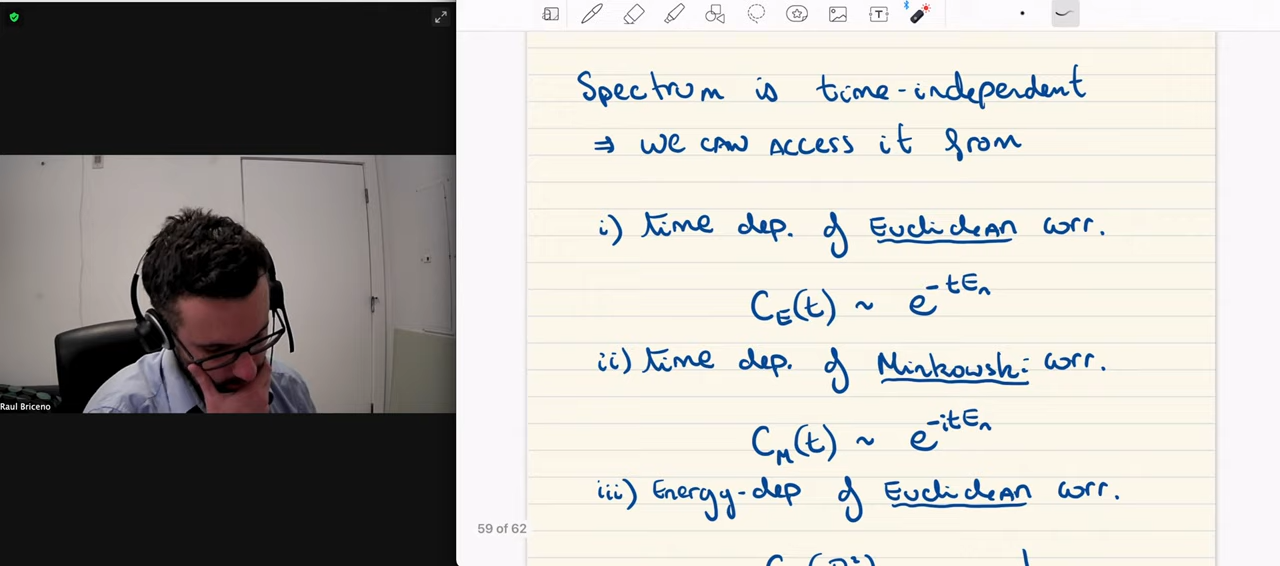 Spectrum is time-independent
⇒ we can access it from
i) time dep. of Euclidean corr.
C_E(t) ~ e^{-tE_n}
ii) time dep. of Minkowski corr.
C_M(t) ~ e^{-itE_n}
iii) Energy-dep of Euclidean corr.
59 of 62
Raul Briceno